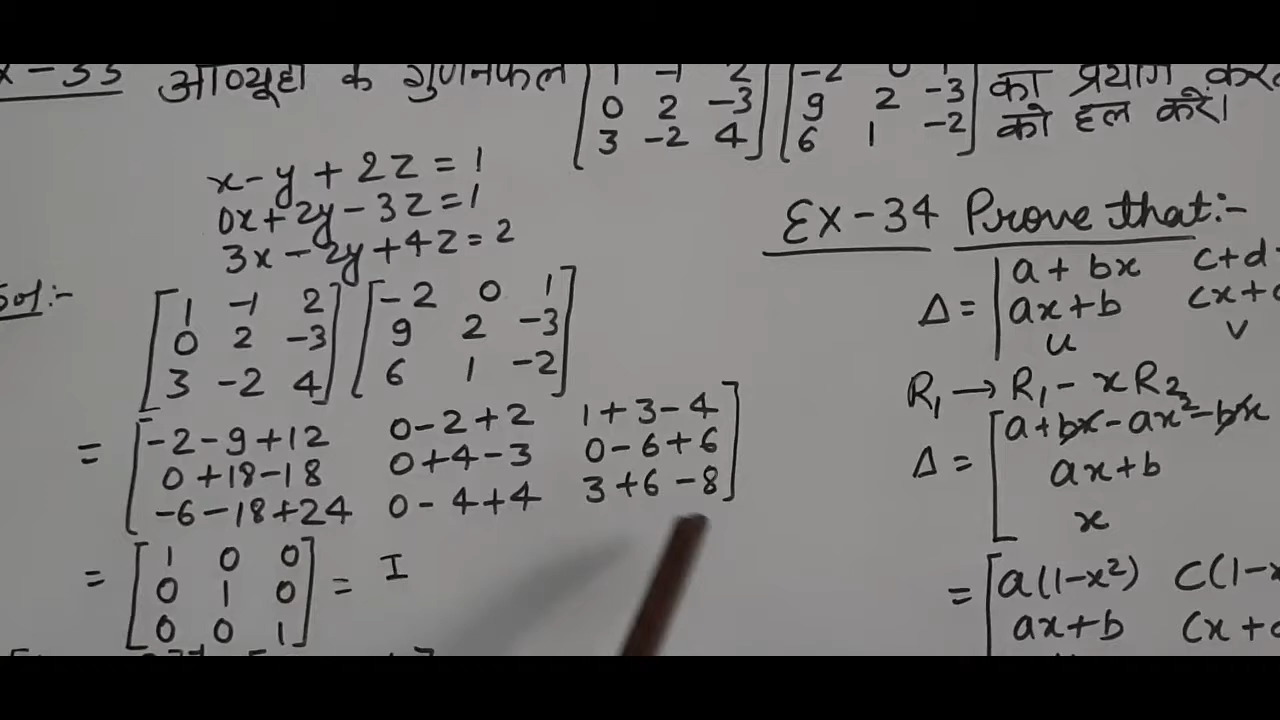 x-33 आव्यूहों के गुणनफल [1 -1 2; 0 2 -3; 3 -2 4] [-2 0 1; 9 2 -3; 6 1 -2] का प्रयोग
को हल करें।
x - y + 2z = 1
0x + 2y - 3z = 1
3x - 2y + 4z = 2
Sol:-
[1 -1 2] [-2 0 1]
[0 2 -3] [9 2 -3]
[3 -2 4] [6 1 -2]
= [-2-9+12 0-2+2 1+3-4]
[0+18-18 0+4-3 0-6+6]
[-6-18+24 0-4+4 3+6-8]
= [1 0 0]
[0 1 0] = I
[0 0 1]
Ex-34 Prove that:-
Δ = |a + bx c+d
ax+b cx+
u v
R₁ → R₁ - xR₂
Δ = [a+bx-ax²-bx
ax+b
x
= [a(1-x²) c(1-x
ax+b cx+